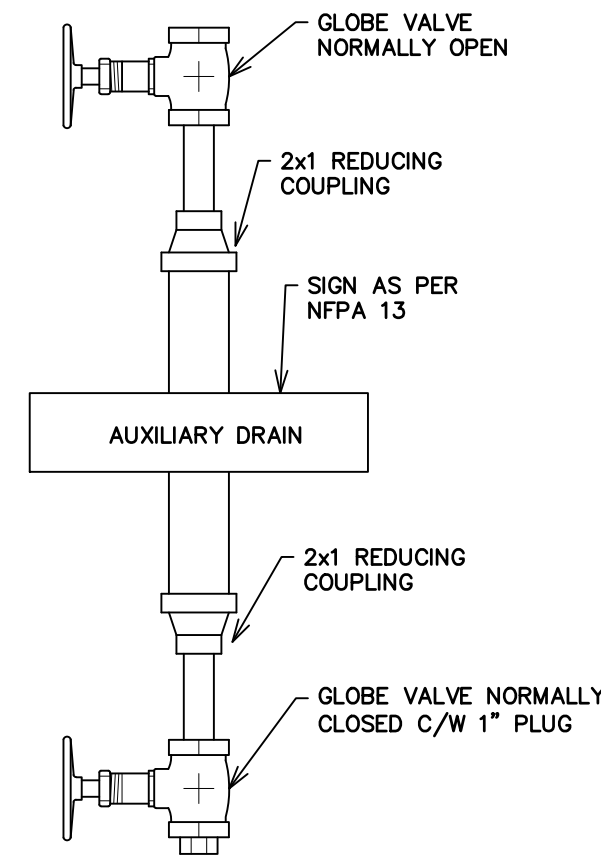 GLOBE VALVE
NORMALLY OPEN
2x1 REDUCING
COUPLING
SIGN AS PER
NFPA 13
AUXILIARY DRAIN
2x1 REDUCING
COUPLING
GLOBE VALVE NORMALLY
CLOSED C/W 1” PLUG